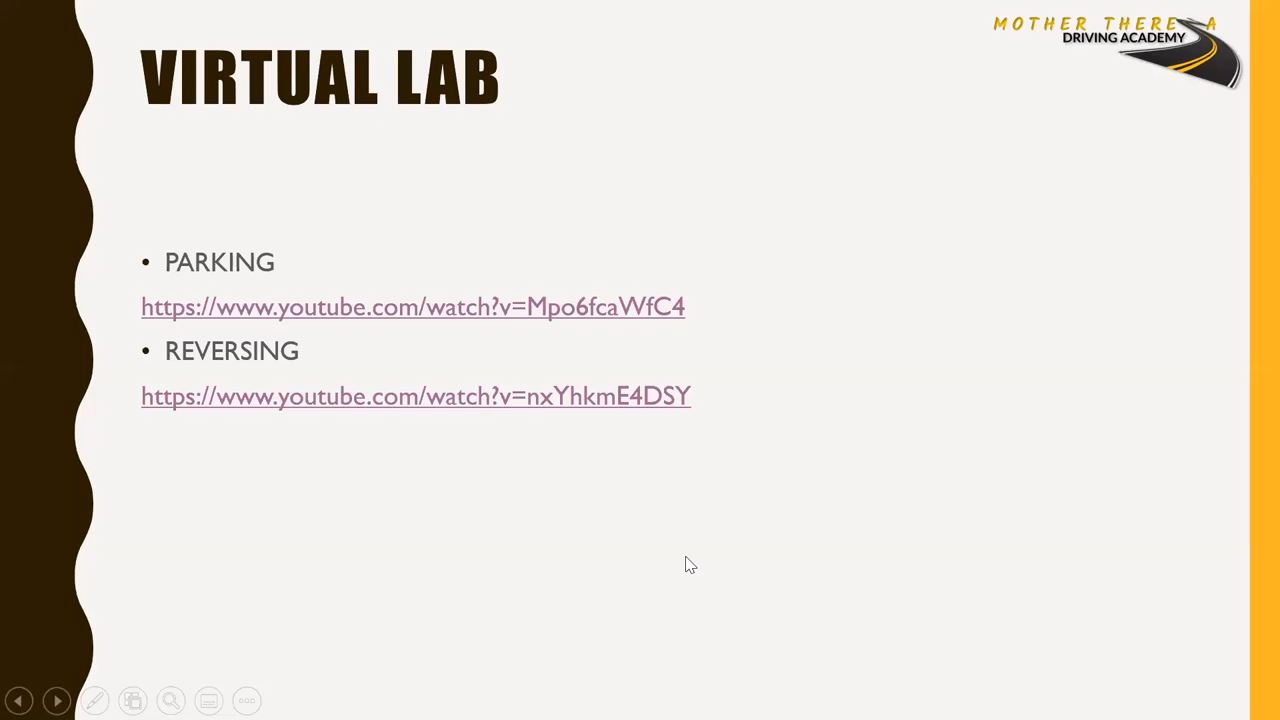 MOTHER THERE A
DRIVING ACADEMY
VIRTUAL LAB
• PARKING
https://www.youtube.com/watch?v=Mpo6fcaWfC4
• REVERSING
https://www.youtube.com/watch?v=nxYhkmE4DSY